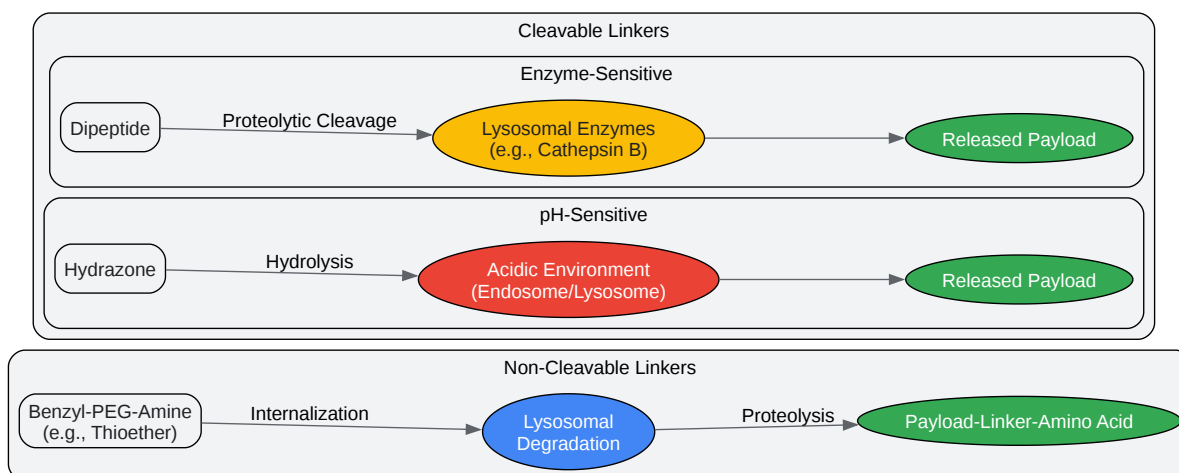 Cleavable Linkers
Enzyme-Sensitive
Dipeptide
Proteolytic Cleavage
Lysosomal Enzymes
(e.g., Cathepsin B)
Released Payload
pH-Sensitive
Hydrazone
Hydrolysis
Acidic Environment
(Endosome/Lysosome)
Released Payload
Non-Cleavable Linkers
Benzyl-PEG-Amine
(e.g., Thioether)
Internalization
Lysosomal
Degradation
Proteolysis
Payload-Linker-Amino Acid